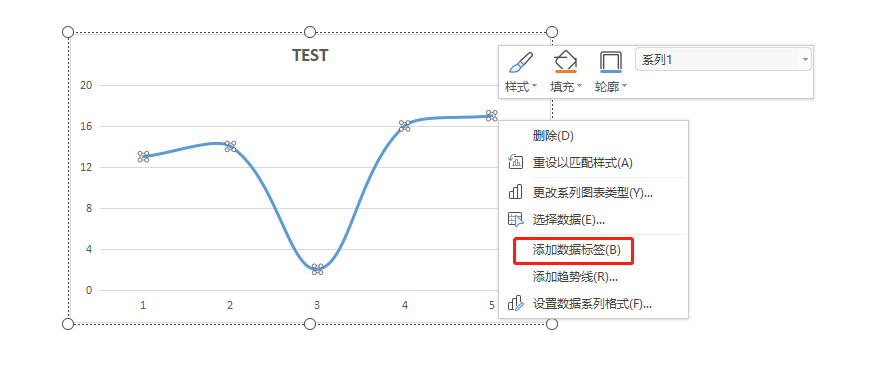 TEST
系列1
样式
填充
轮廓
20
16
12
8
4
0
1
2
3
4
5
删除(D)
重设以匹配样式(A)
更改系列图表类型(Y)...
选择数据(E)...
添加数据标签(B)
添加趋势线(R)...
设置数据系列格式(F)...